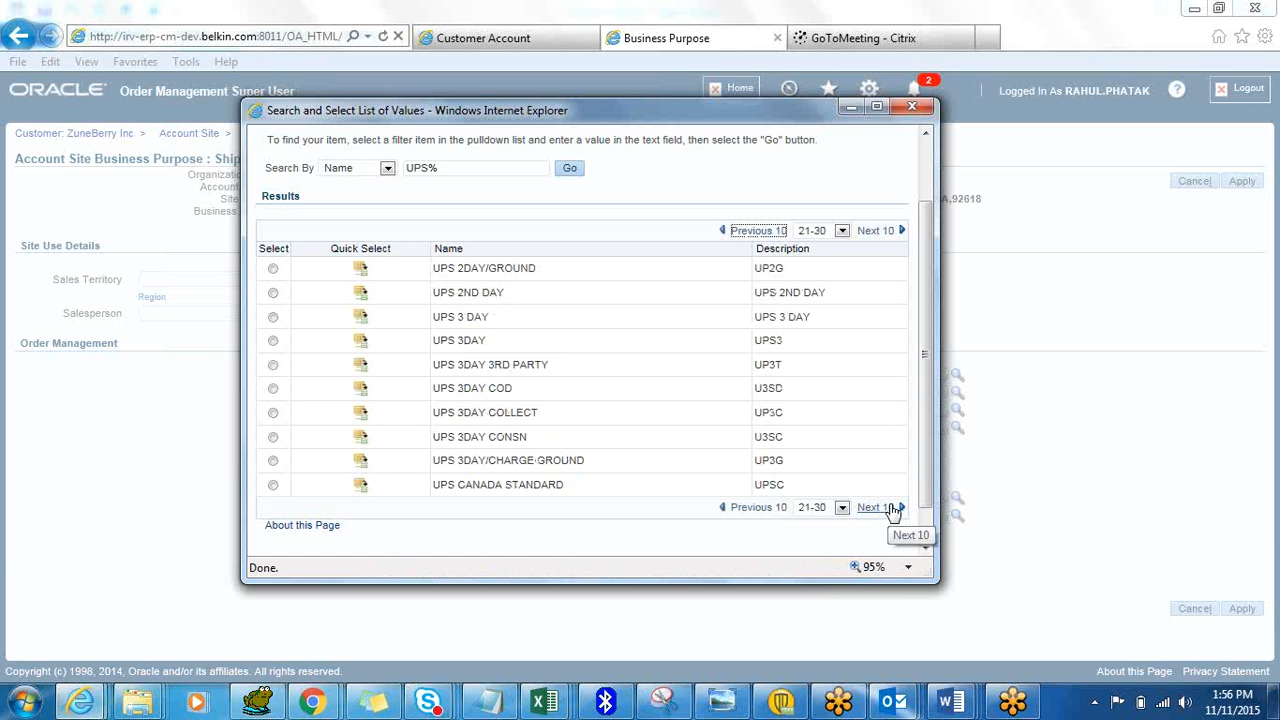 http://irv-erp-cm-dev.belkin.com:8011/OA_HTML/
Customer Account
Business Purpose
GoToMeeting - Citrix
File Edit View Favorites Tools Help
ORACLE Order Management Super User
Home
2
Logged In As RAHUL.PHATAK
Logout
Search and Select List of Values - Windows Internet Explorer
Customer: ZuneBerry Inc > Account Site >
Account Site Business Purpose : Ship
Organizatio
Account
Site
Business
A,92618
Cancel Apply
Site Use Details
Sales Territory
Region
Salesperson
Order Management
To find your item, select a filter item in the pulldown list and enter a value in the text field, then select the "Go" button.
Search By Name UPS% Go
Results
Previous 10 21-30 Next 10
Select Quick Select Name Description
UPS 2DAY/GROUND UP2G
UPS 2ND DAY UPS 2ND DAY
UPS 3 DAY UPS 3 DAY
UPS 3DAY UPS3
UPS 3DAY 3RD PARTY UP3T
UPS 3DAY COD U3SD
UPS 3DAY COLLECT UP3C
UPS 3DAY CONSN U3SC
UPS 3DAY/CHARGE GROUND UP3G
UPS CANADA STANDARD UPSC
Previous 10 21-30 Next 10
Next 10
About this Page
Done. 95%
Cancel Apply
Copyright (c) 1998, 2014, Oracle and/or its affiliates. All rights reserved.
About this Page Privacy Statement
1:56 PM
11/11/2015